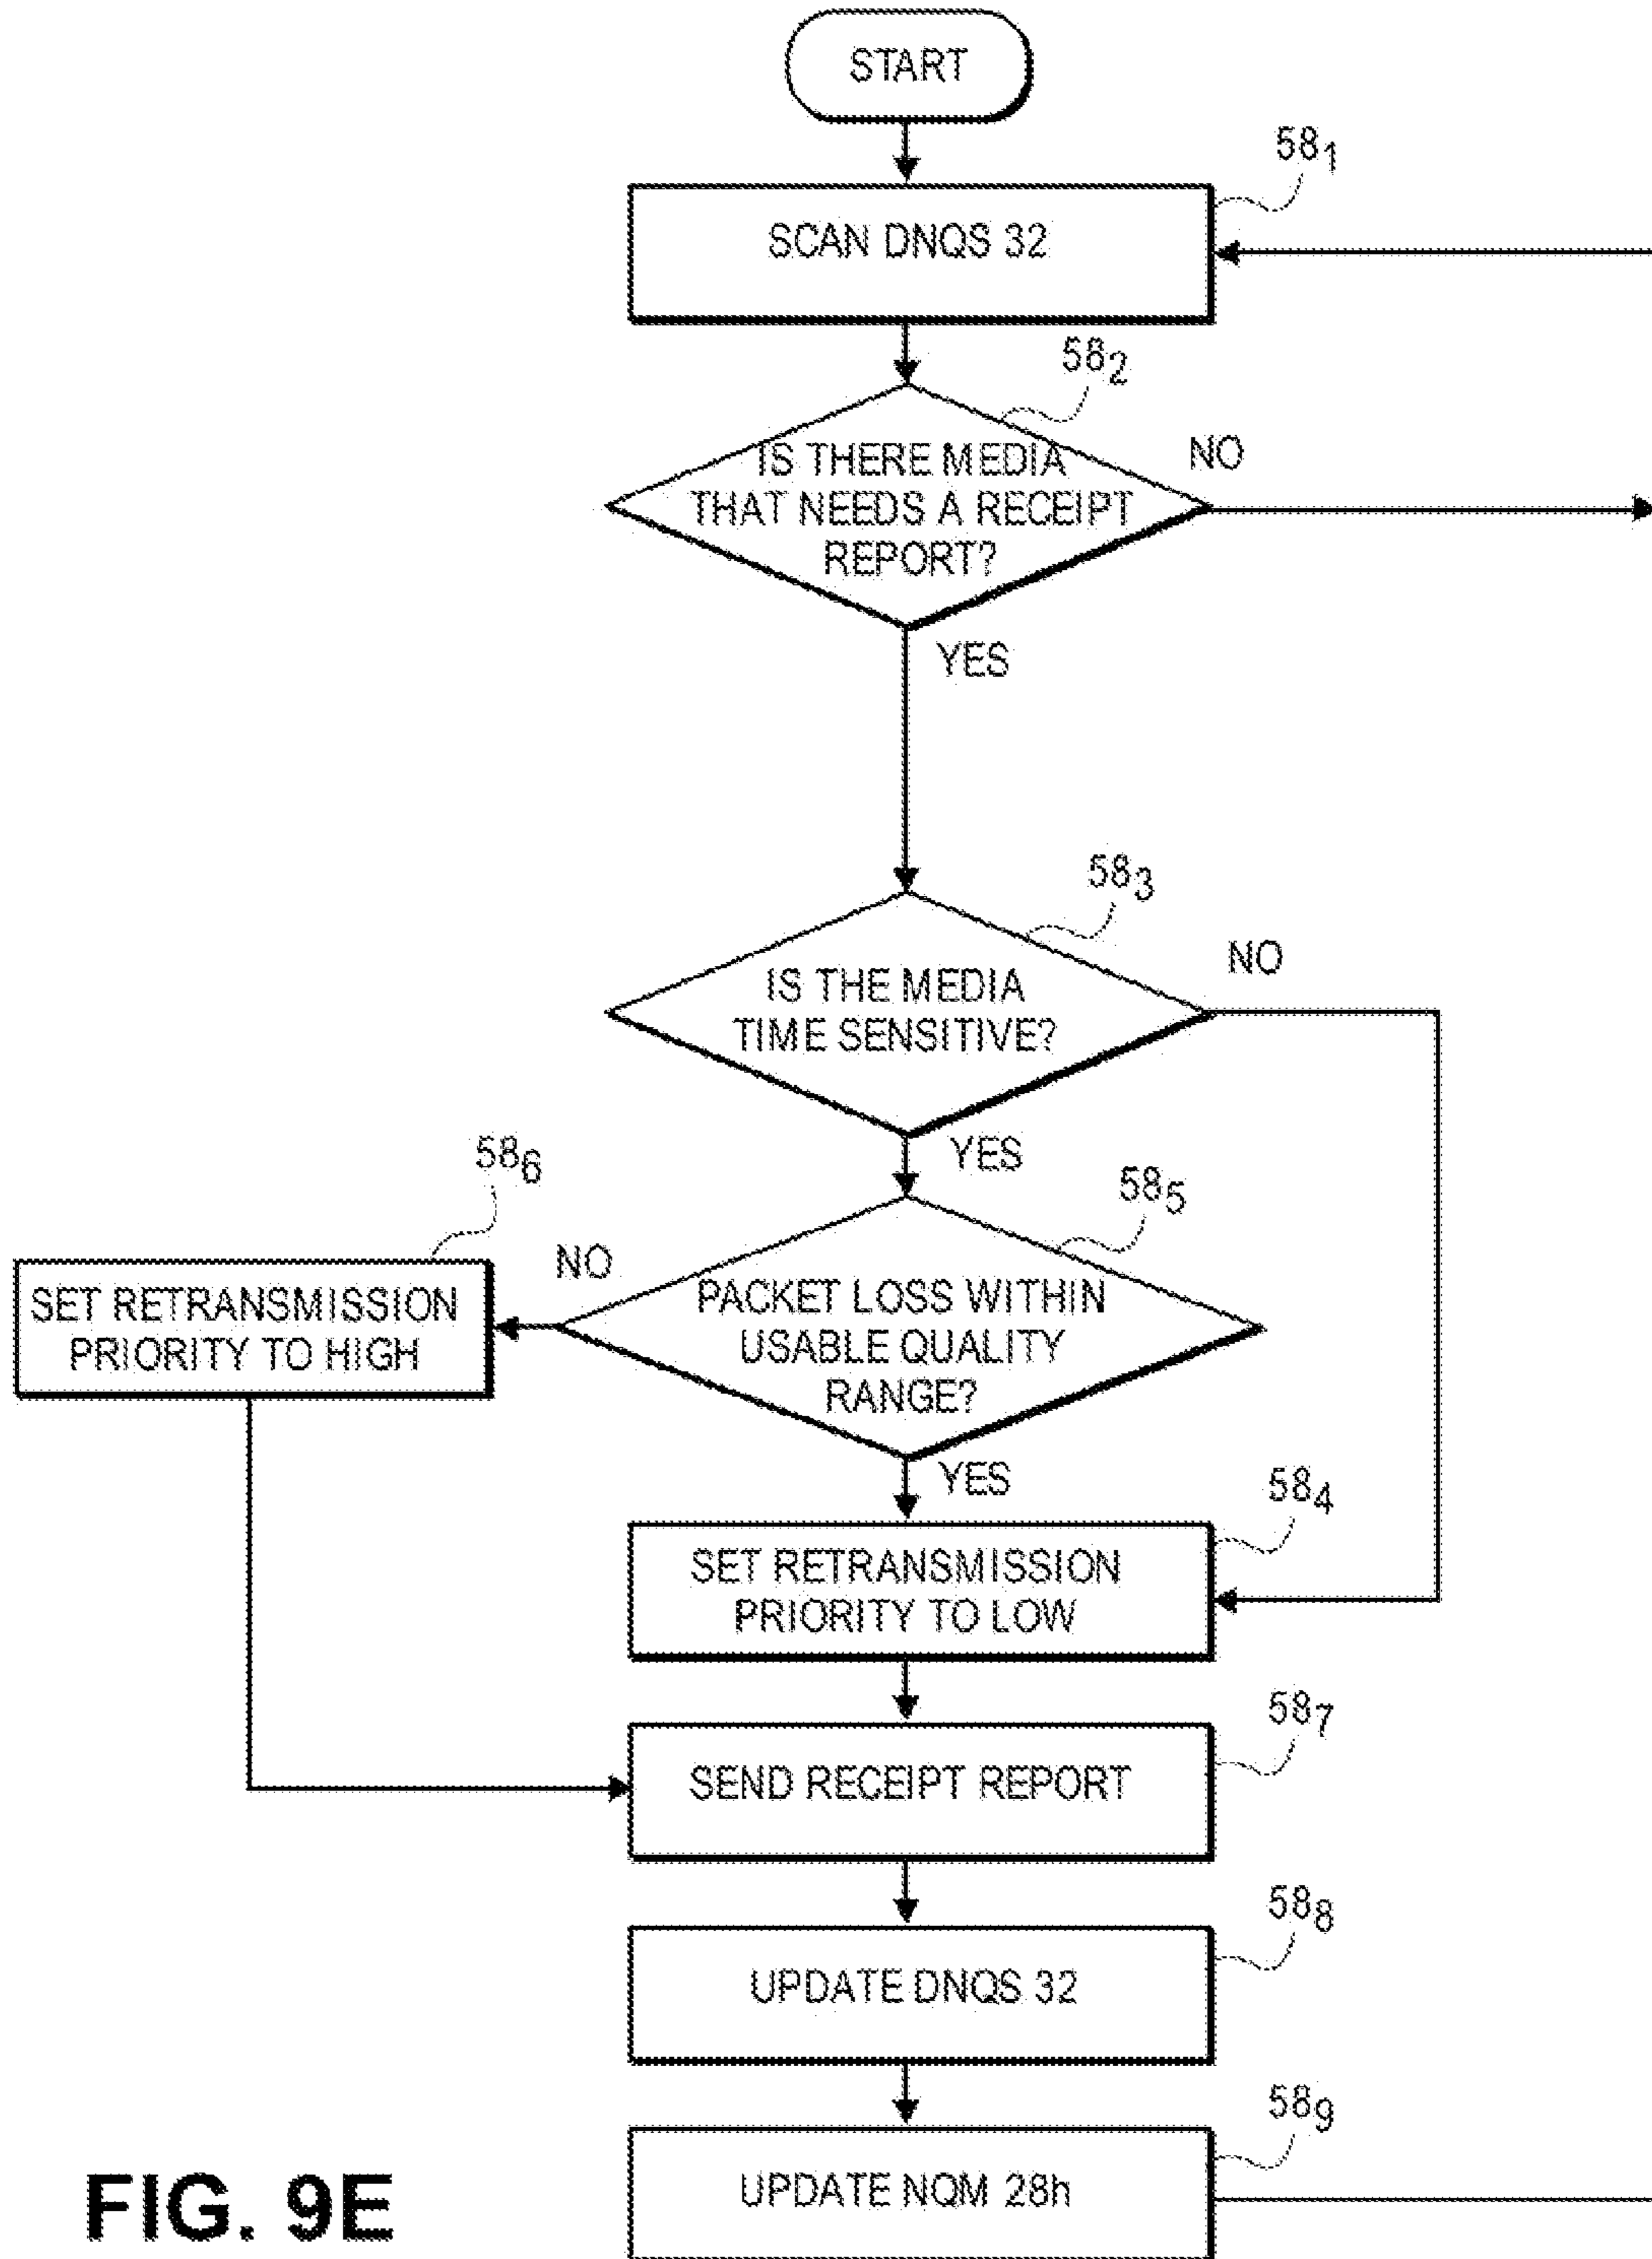 START
58₁
SCAN DNQS 32
58₂
IS THERE MEDIA
THAT NEEDS A RECEIPT
REPORT?
NO
YES
58₃
IS THE MEDIA
TIME SENSITIVE?
NO
YES
58₅
58₆
NO
SET RETRANSMISSION
PRIORITY TO HIGH
PACKET LOSS WITHIN
USABLE QUALITY
RANGE?
YES
58₄
SET RETRANSMISSION
PRIORITY TO LOW
58₇
SEND RECEIPT REPORT
58₈
UPDATE DNQS 32
58₉
UPDATE NQM 28h
FIG. 9E